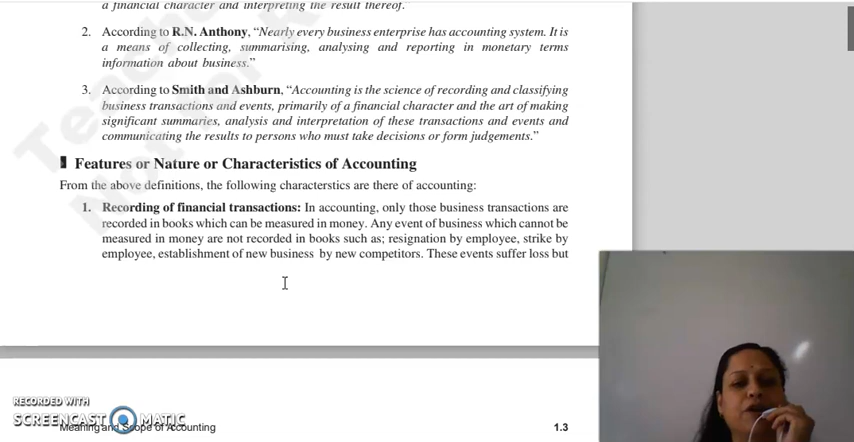 a financial character and interpreting the result thereof."
2. According to R.N. Anthony, “Nearly every business enterprise has accounting system. It is
a means of collecting, summarising, analysing and reporting in monetary terms
information about business.”
3. According to Smith and Ashburn, “Accounting is the science of recording and classifying
business transactions and events, primarily of a financial character and the art of making
significant summaries, analysis and interpretation of these transactions and events and
communicating the results to persons who must take decisions or form judgements.”
Features or Nature or Characteristics of Accounting
From the above definitions, the following characterstics are there of accounting:
1. Recording of financial transactions: In accounting, only those business transactions are
recorded in books which can be measured in money. Any event of business which cannot be
measured in money are not recorded in books such as; resignation by employee, strike by
employee, establishment of new business by new competitors. These events suffer loss but
RECORDED WITH
SCREENCAST MATIC
Meaning and Scope of Accounting 1.3